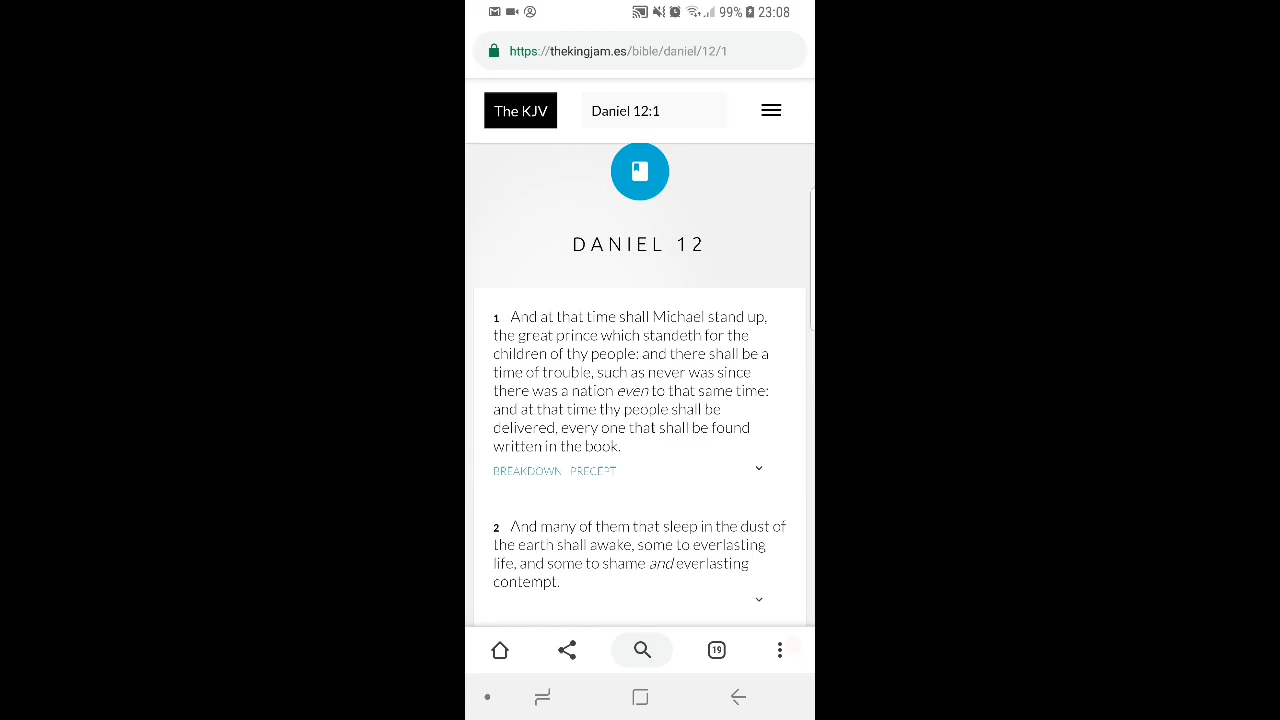 99% 23:08
https://thekingjam.es/bible/daniel/12/1
The KJV
Daniel 12:1
DANIEL 12
1 And at that time shall Michael stand up,
the great prince which standeth for the
children of thy people: and there shall be a
time of trouble, such as never was since
there was a nation even to that same time:
and at that time thy people shall be
delivered, every one that shall be found
written in the book.
BREAKDOWN PRECEPT
2 And many of them that sleep in the dust of
the earth shall awake, some to everlasting
life, and some to shame and everlasting
contempt.
19